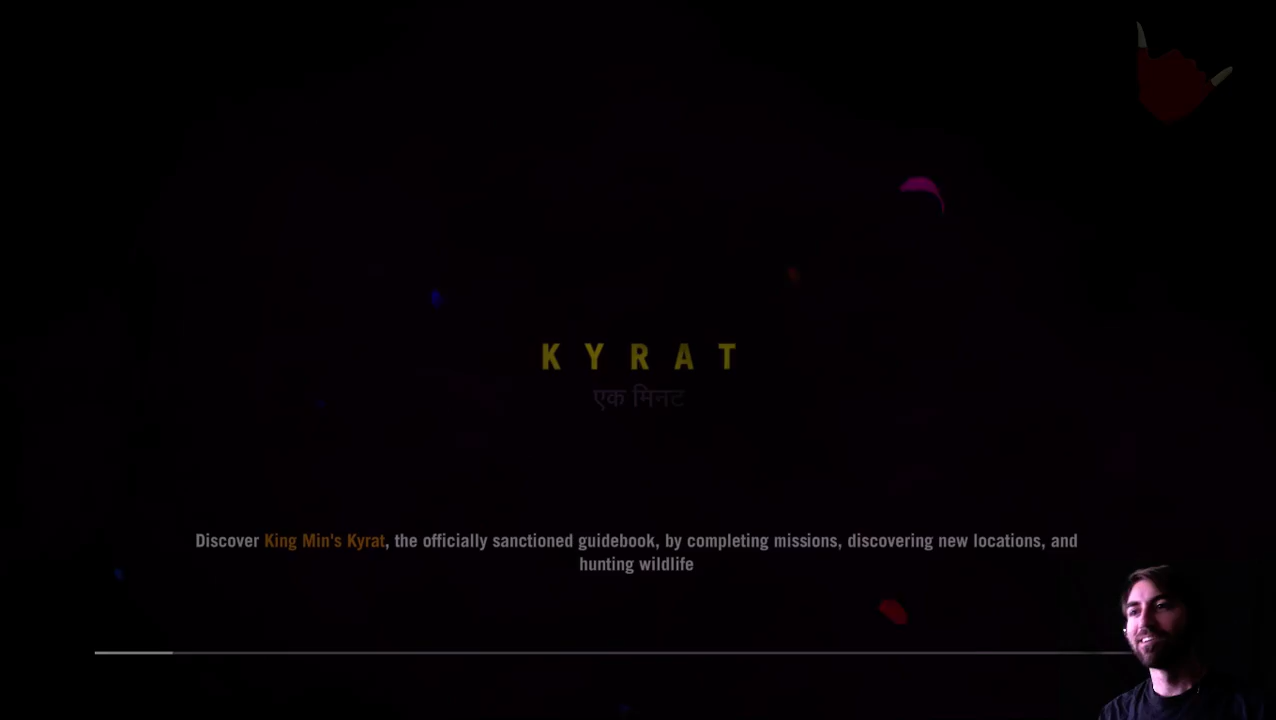 KYRAT
एक मिनट
Discover King Min's Kyrat, the officially sanctioned guidebook, by completing missions, discovering new locations, and
hunting wildlife